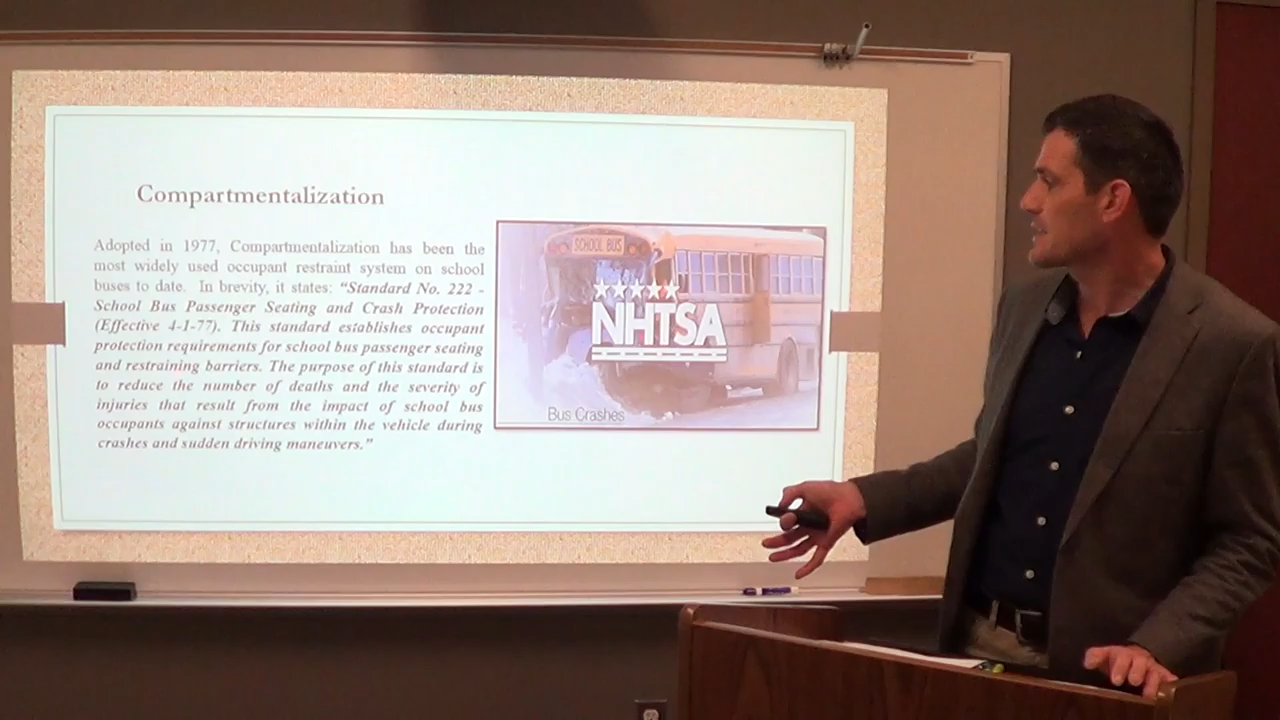 Compartmentalization
Adopted in 1977, Compartmentalization has been the
most widely used occupant restraint system on school
buses to date. In brevity, it states: “Standard No. 222 -
School Bus Passenger Seating and Crash Protection
(Effective 4-1-77). This standard establishes occupant
protection requirements for school bus passenger seating
and restraining barriers. The purpose of this standard is
to reduce the number of deaths and the severity of
injuries that result from the impact of school bus
occupants against structures within the vehicle during
crashes and sudden driving maneuvers.”
SCHOOL BUS
NHTSA
Bus Crashes